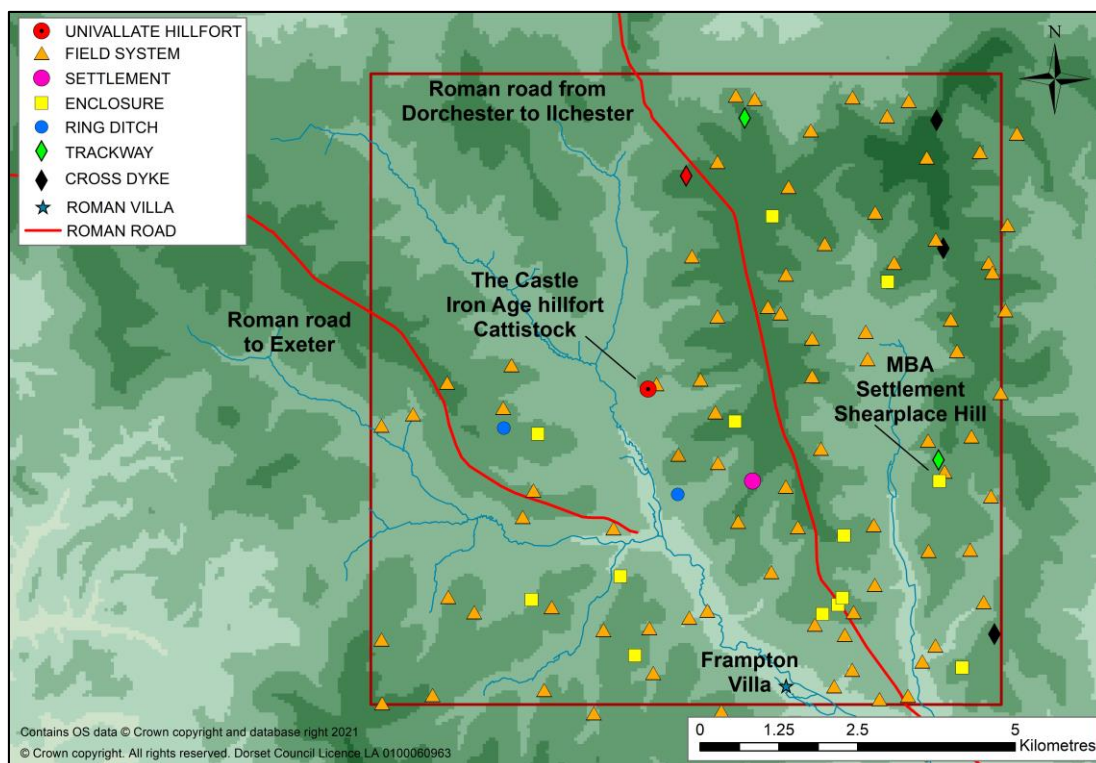 UNIVALLATE HILLFORT
FIELD SYSTEM
SETTLEMENT
ENCLOSURE
RING DITCH
TRACKWAY
CROSS DYKE
ROMAN VILLA
ROMAN ROAD
N
Roman road from
Dorchester to Ilchester
The Castle
Iron Age hillfort
Cattistock
Roman road
to Exeter
MBA
Settlement
Shearplace Hill
Frampton
Villa
Contains OS data © Crown copyright and database right 2021
© Crown copyright. All rights reserved. Dorset Council Licence LA 0100060963
0 1.25 2.5 5
Kilometres